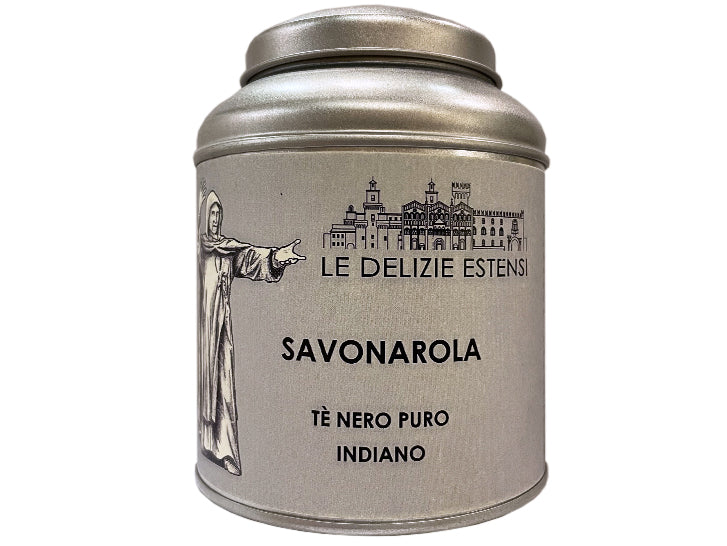 LE DELIZIE ESTENSI
SAVONAROLA
TÈ NERO PURO
INDIANO